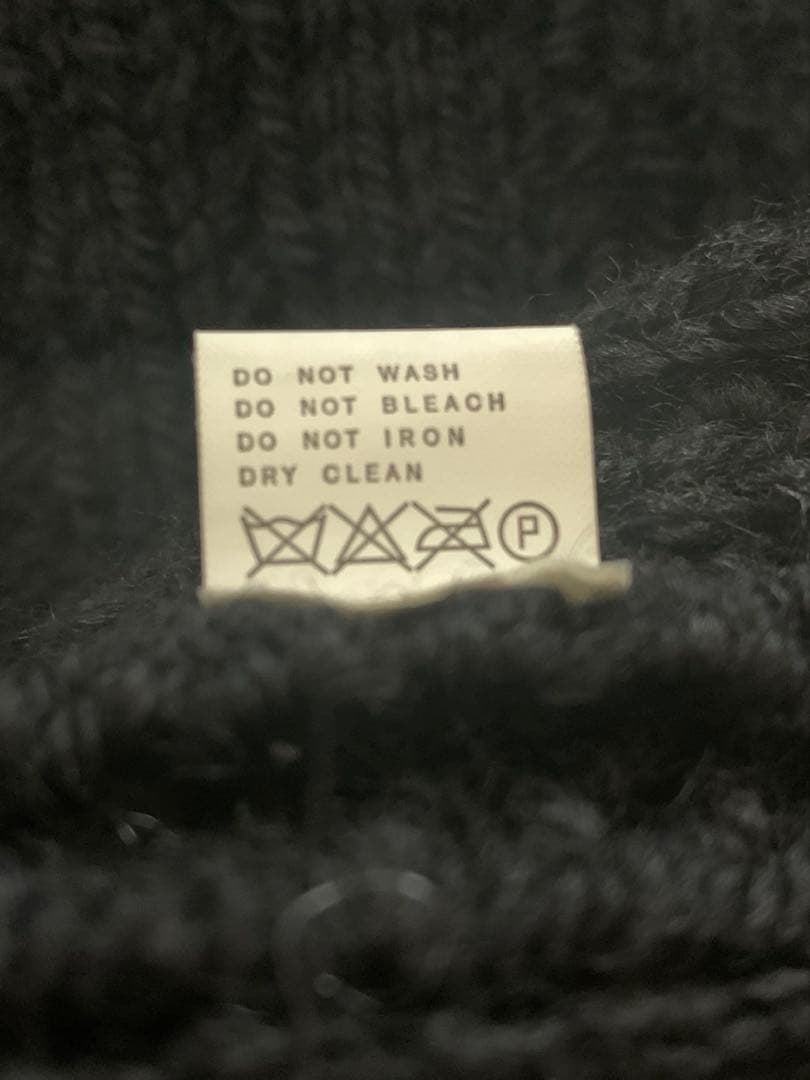 DO NOT WASH
DO NOT BLEACH
DO NOT IRON
DRY CLEAN
P